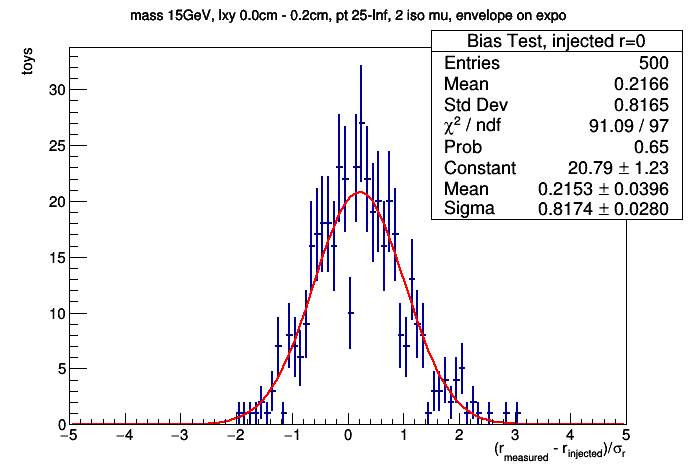 mass 15GeV, lxy 0.0cm - 0.2cm, pt 25-Inf, 2 iso mu, envelope on expo
Bias Test, injected r=0
Entries 500
Mean 0.2166
Std Dev 0.8165
χ² / ndf 91.09 / 97
Prob 0.65
Constant 20.79 ± 1.23
Mean 0.2153 ± 0.0396
Sigma 0.8174 ± 0.0280
toys
30
25
20
15
10
5
0
−5 −4 −3 −2 −1 0 1 2 3 4 5
(r_measured - r_injected)/σ_r